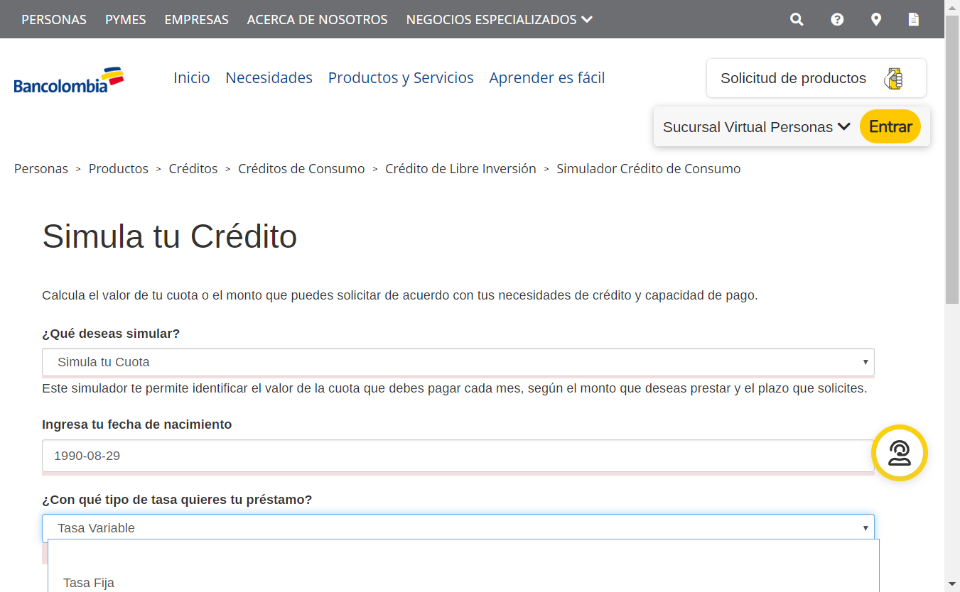 PERSONAS PYMES EMPRESAS ACERCA DE NOSOTROS NEGOCIOS ESPECIALIZADOS
Bancolombia Inicio Necesidades Productos y Servicios Aprender es fácil Solicitud de productos
Sucursal Virtual Personas Entrar
Personas > Productos > Créditos > Créditos de Consumo > Crédito de Libre Inversión > Simulador Crédito de Consumo
Simula tu Crédito
Calcula el valor de tu cuota o el monto que puedes solicitar de acuerdo con tus necesidades de crédito y capacidad de pago.
¿Qué deseas simular?
Simula tu Cuota
Este simulador te permite identificar el valor de la cuota que debes pagar cada mes, según el monto que deseas prestar y el plazo que solicites.
Ingresa tu fecha de nacimiento
1990-08-29
¿Con qué tipo de tasa quieres tu préstamo?
Tasa Variable
Tasa Fija